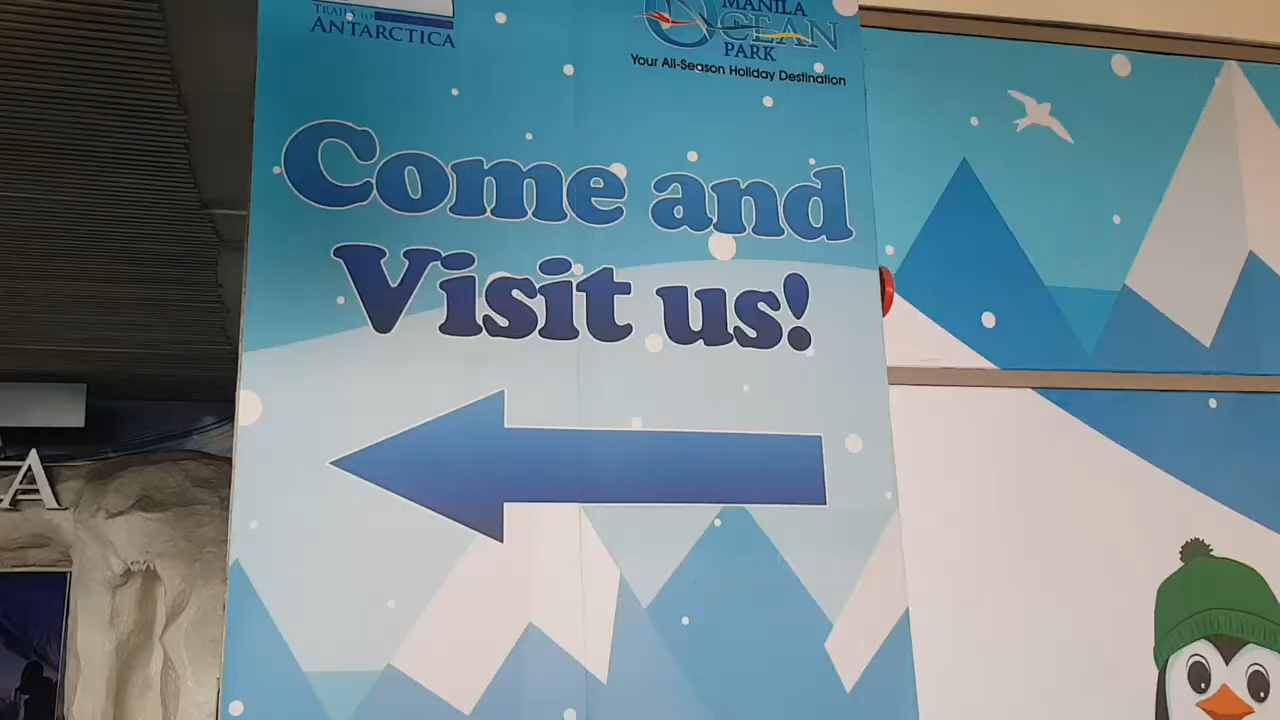 TRAILS TO
ANTARCTICA
MANILA
OCEAN
PARK
Your All-Season Holiday Destination
Come and
Visit us!
A